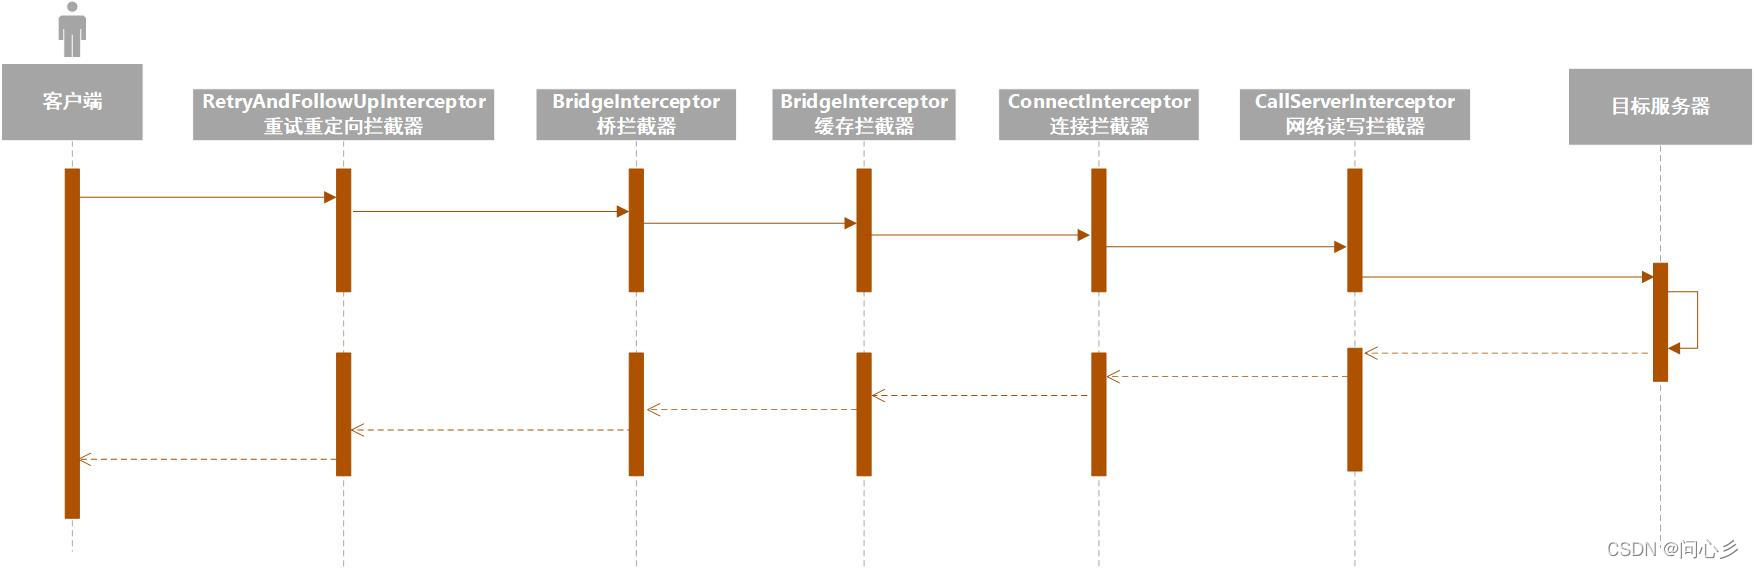 客户端
RetryAndFollowUpInterceptor
重试重定向拦截器
BridgeInterceptor
桥拦截器
BridgeInterceptor
缓存拦截器
ConnectInterceptor
连接拦截器
CallServerInterceptor
网络读写拦截器
目标服务器
CSDN @问心彡